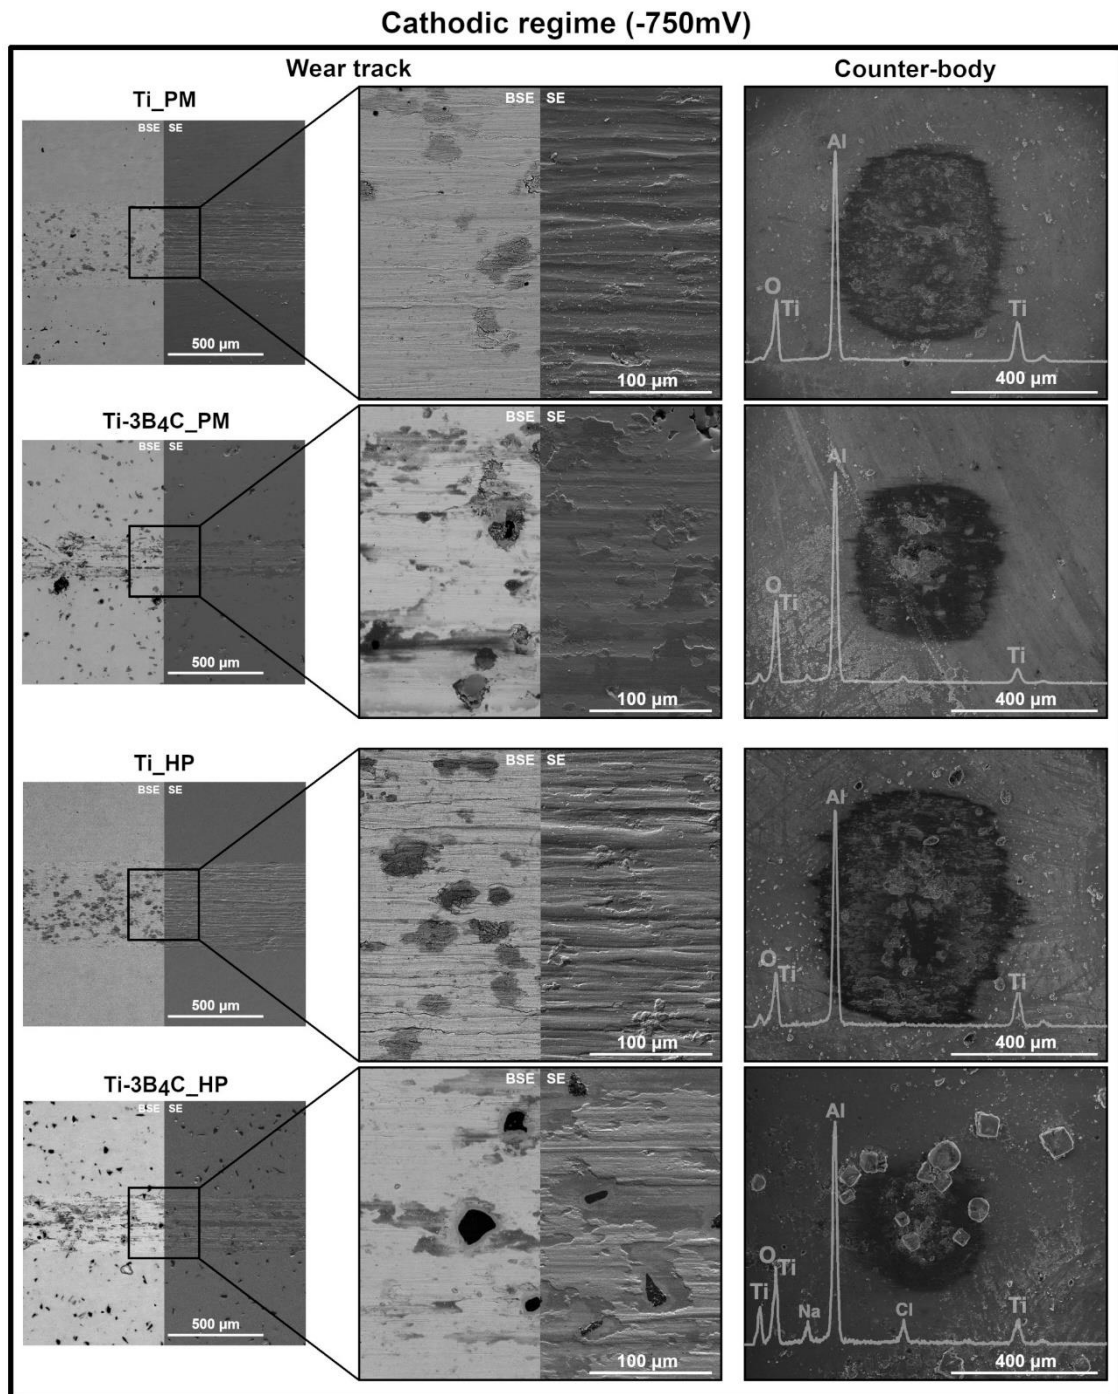 Cathodic regime (-750mV)
Wear track
Counter-body
Ti_PM
BSE SE
500 µm
BSE SE
100 µm
Al
O
Ti
Ti
400 µm
Ti-3B4C_PM
BSE SE
500 µm
BSE SE
100 µm
Al
O
Ti
Ti
400 µm
Ti_HP
BSE SE
500 µm
BSE SE
100 µm
Al
O
Ti
Ti
400 µm
Ti-3B4C_HP
BSE SE
500 µm
BSE SE
100 µm
Al
O
Ti
Ti
Na
Cl
Ti
400 µm